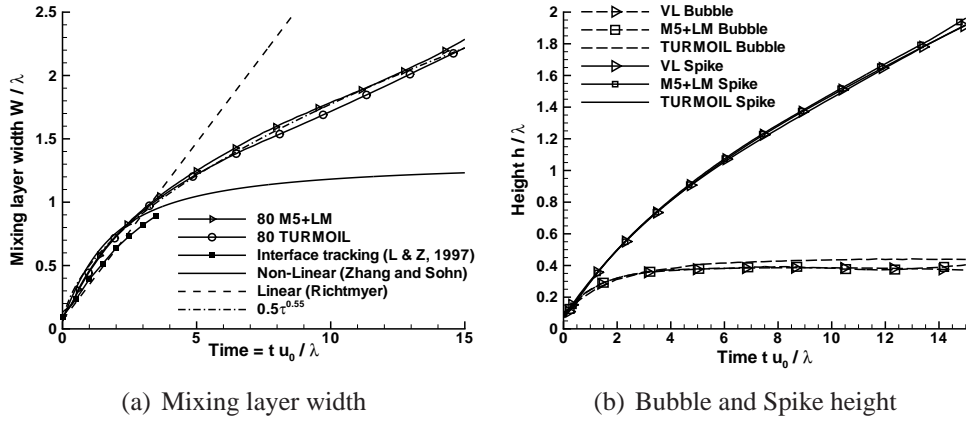 Mixing layer width W / λ
2.5
2
1.5
1
0.5
0
80 M5+LM
80 TURMOIL
Interface tracking (L & Z, 1997)
Non-Linear (Zhang and Sohn)
Linear (Richtmyer)
0.5τ^0.55
0 5 10 15
Time = t u₀ / λ
(a) Mixing layer width
Height h / λ
2
1.8
1.6
1.4
1.2
1
0.8
0.6
0.4
0.2
0
VL Bubble
M5+LM Bubble
TURMOIL Bubble
VL Spike
M5+LM Spike
TURMOIL Spike
0 2 4 6 8 10 12 14
Time t u₀ / λ
(b) Bubble and Spike height